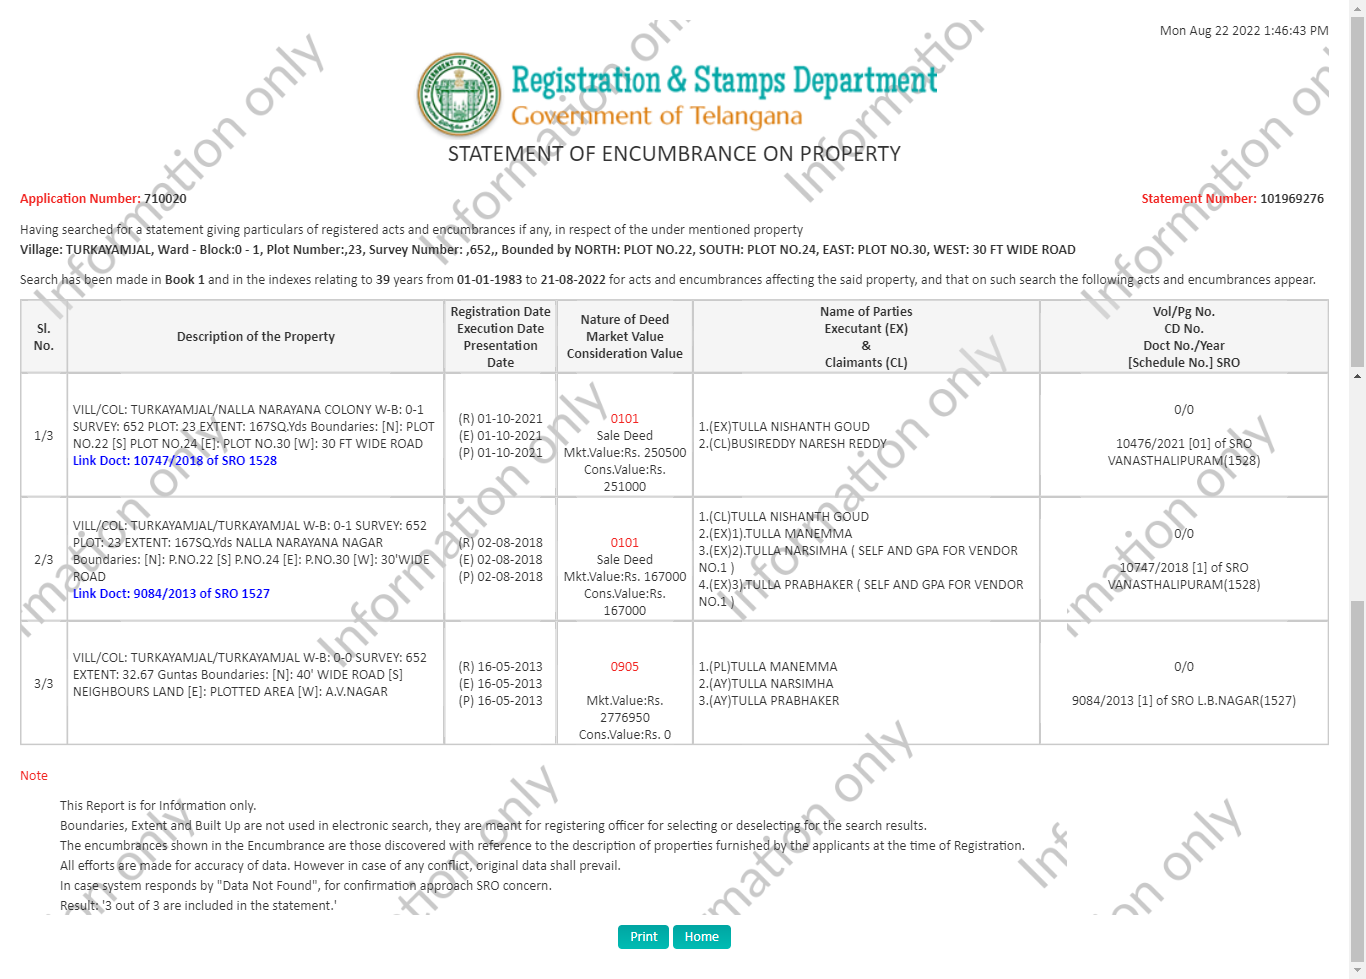 Mon Aug 22 2022 1:46:43 PM
Registration & Stamps Department
Government of Telangana
STATEMENT OF ENCUMBRANCE ON PROPERTY
Application Number: 710020
Statement Number: 101969276
Having searched for a statement giving particulars of registered acts and encumbrances if any, in respect of the under mentioned property
Village: TURKAYAMJAL, Ward - Block:0 - 1, Plot Number:,23, Survey Number: ,652,, Bounded by NORTH: PLOT NO.22, SOUTH: PLOT NO.24, EAST: PLOT NO.30, WEST: 30 FT WIDE ROAD
Search has been made in Book 1 and in the indexes relating to 39 years from 01-01-1983 to 21-08-2022 for acts and encumbrances affecting the said property, and that on such search the following acts and encumbrances appear.
Sl.
No.
Description of the Property
Registration Date
Execution Date
Presentation
Date
Nature of Deed
Market Value
Consideration Value
Name of Parties
Executant (EX)
&
Claimants (CL)
Vol/Pg No.
CD No.
Doct No./Year
[Schedule No.] SRO
1/3
VILL/COL: TURKAYAMJAL/NALLA NARAYANA COLONY W-B: 0-1
SURVEY: 652 PLOT: 23 EXTENT: 167SQ.Yds Boundaries: [N]: PLOT
NO.22 [S] PLOT NO.24 [E]: PLOT NO.30 [W]: 30 FT WIDE ROAD
Link Doct: 10747/2018 of SRO 1528
(R) 01-10-2021
(E) 01-10-2021
(P) 01-10-2021
0101
Sale Deed
Mkt.Value:Rs. 250500
Cons.Value:Rs.
251000
1.(EX)TULLA NISHANTH GOUD
2.(CL)BUSIREDDY NARESH REDDY
0/0
10476/2021 [01] of SRO
VANASTHALIPURAM(1528)
2/3
VILL/COL: TURKAYAMJAL/TURKAYAMJAL W-B: 0-1 SURVEY: 652
PLOT: 23 EXTENT: 167SQ.Yds NALLA NARAYANA NAGAR
Boundaries: [N]: P.NO.22 [S] P.NO.24 [E]: P.NO.30 [W]: 30'WIDE
ROAD
Link Doct: 9084/2013 of SRO 1527
(R) 02-08-2018
(E) 02-08-2018
(P) 02-08-2018
0101
Sale Deed
Mkt.Value:Rs. 167000
Cons.Value:Rs.
167000
1.(CL)TULLA NISHANTH GOUD
2.(EX)1).TULLA MANEMMA
3.(EX)2).TULLA NARSIMHA ( SELF AND GPA FOR VENDOR
NO.1 )
4.(EX)3).TULLA PRABHAKER ( SELF AND GPA FOR VENDOR
NO.1 )
0/0
10747/2018 [1] of SRO
VANASTHALIPURAM(1528)
3/3
VILL/COL: TURKAYAMJAL/TURKAYAMJAL W-B: 0-0 SURVEY: 652
EXTENT: 32.67 Guntas Boundaries: [N]: 40' WIDE ROAD [S]
NEIGHBOURS LAND [E]: PLOTTED AREA [W]: A.V.NAGAR
(R) 16-05-2013
(E) 16-05-2013
(P) 16-05-2013
0905
Mkt.Value:Rs.
2776950
Cons.Value:Rs. 0
1.(PL)TULLA MANEMMA
2.(AY)TULLA NARSIMHA
3.(AY)TULLA PRABHAKER
0/0
9084/2013 [1] of SRO L.B.NAGAR(1527)
Note
This Report is for Information only.
Boundaries, Extent and Built Up are not used in electronic search, they are meant for registering officer for selecting or deselecting for the search results.
The encumbrances shown in the Encumbrance are those discovered with reference to the description of properties furnished by the applicants at the time of Registration.
All efforts are made for accuracy of data. However in case of any conflict, original data shall prevail.
In case system responds by "Data Not Found", for confirmation approach SRO concern.
Result: '3 out of 3 are included in the statement.'
Print
Home
Information only